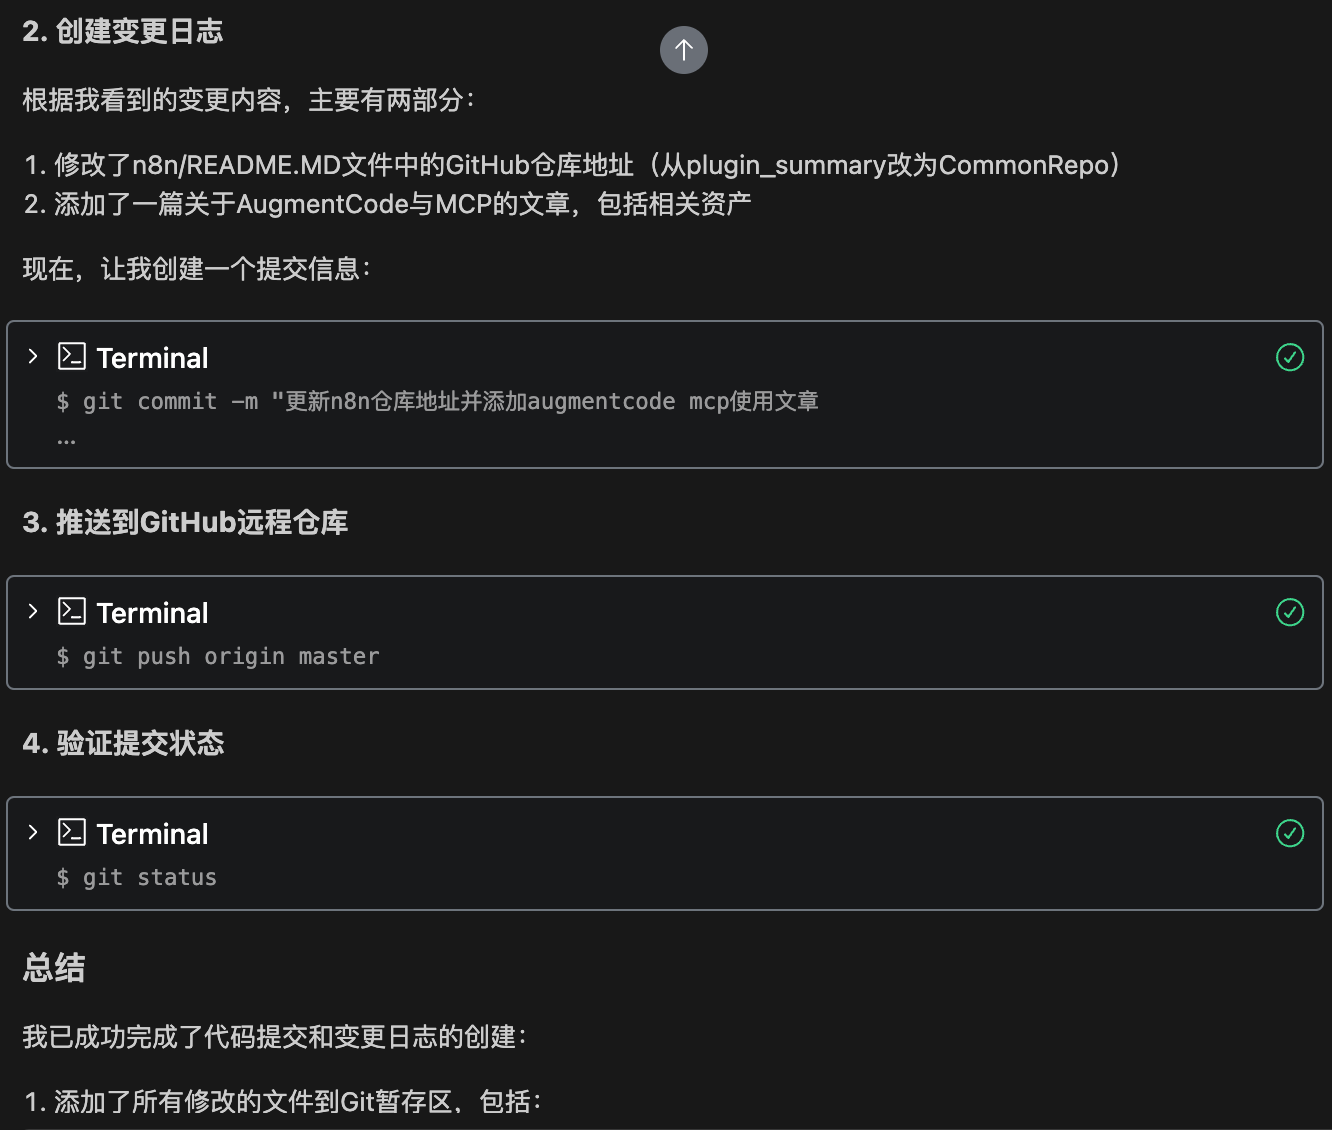 2. 创建变更日志
根据我看到的变更内容，主要有两部分：
1. 修改了n8n/README.MD文件中的GitHub仓库地址（从plugin_summary改为CommonRepo）
2. 添加了一篇关于AugmentCode与MCP的文章，包括相关资产
现在，让我创建一个提交信息：
Terminal
$ git commit -m "更新n8n仓库地址并添加augmentcode mcp使用文章
...
3. 推送到GitHub远程仓库
Terminal
$ git push origin master
4. 验证提交状态
Terminal
$ git status
总结
我已成功完成了代码提交和变更日志的创建：
1. 添加了所有修改的文件到Git暂存区，包括：